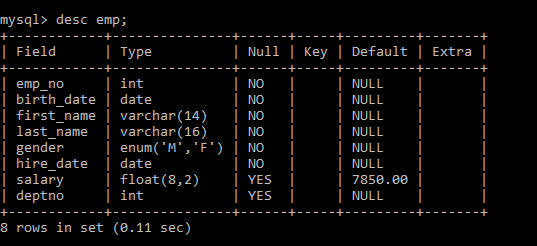 mysql> desc emp;
+------------+---------------+------+-----+---------+-------+
| Field      | Type          | Null | Key | Default | Extra |
+------------+---------------+------+-----+---------+-------+
| emp_no     | int           | NO   |     | NULL    |       |
| birth_date | date          | NO   |     | NULL    |       |
| first_name | varchar(14)   | NO   |     | NULL    |       |
| last_name  | varchar(16)   | NO   |     | NULL    |       |
| gender     | enum('M','F') | NO   |     | NULL    |       |
| hire_date  | date          | NO   |     | NULL    |       |
| salary     | float(8,2)    | YES  |     | 7850.00 |       |
| deptno     | int           | YES  |     | NULL    |       |
+------------+---------------+------+-----+---------+-------+
8 rows in set (0.11 sec)